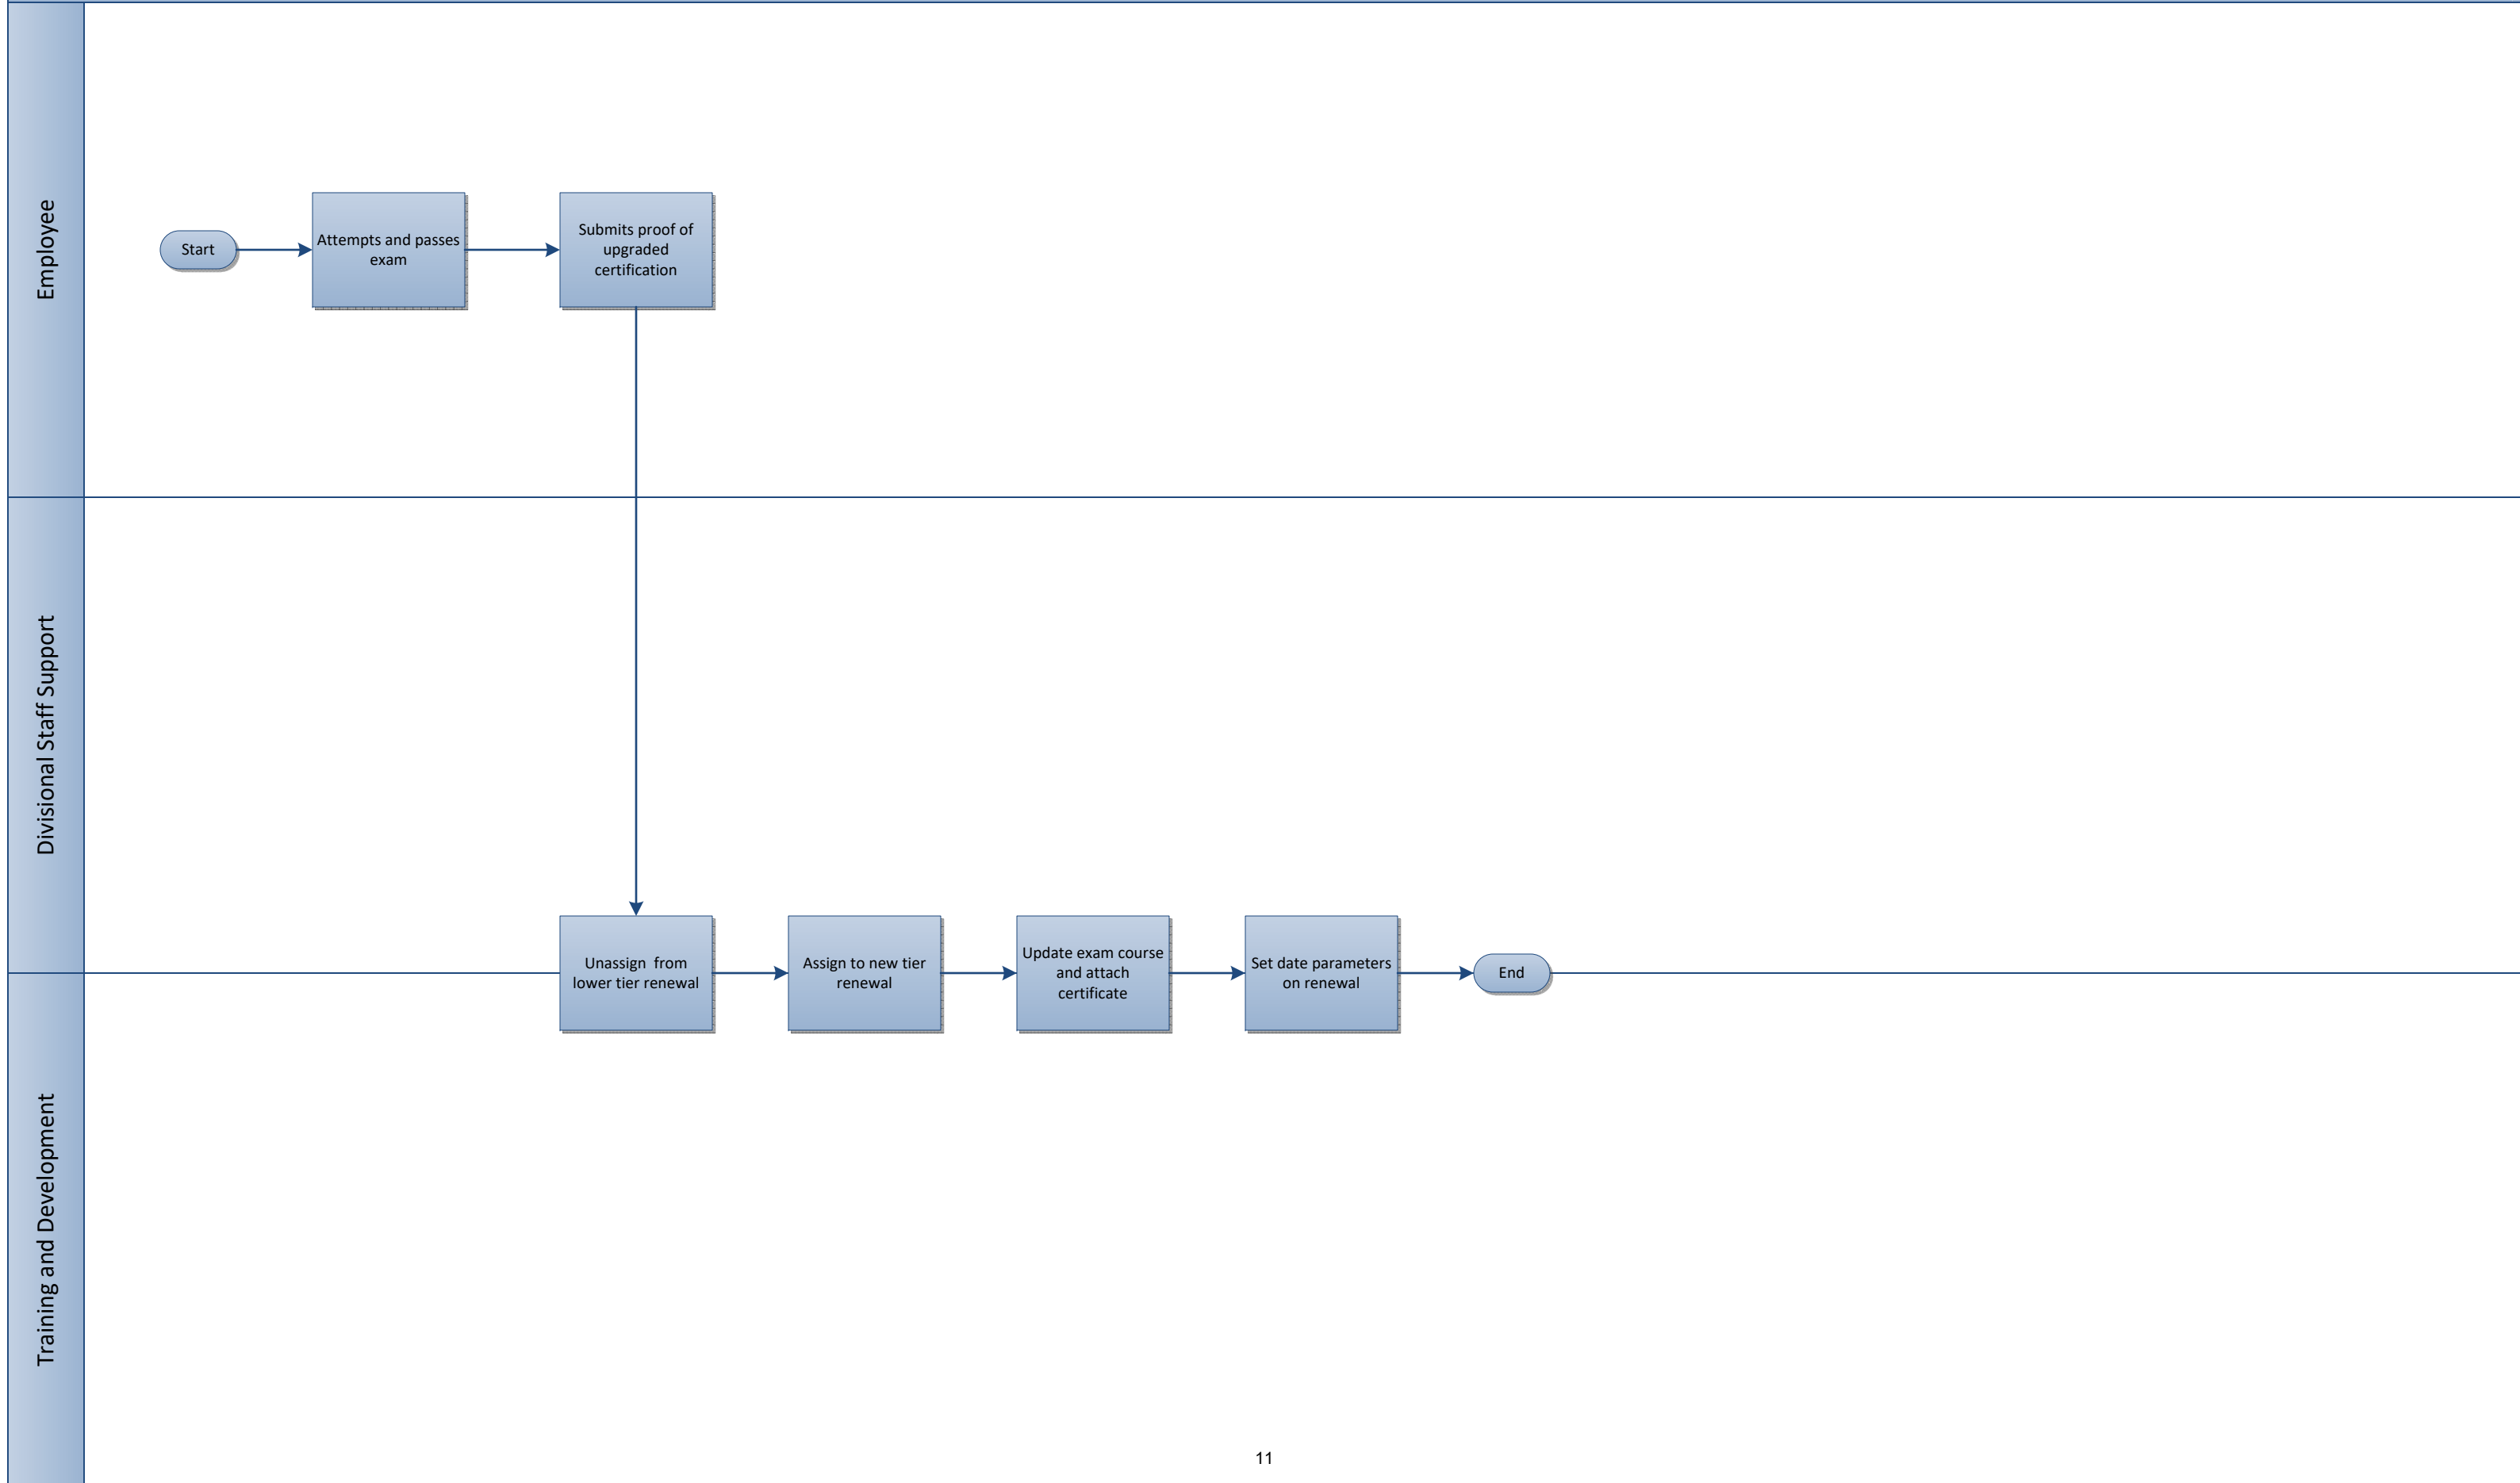 Employee
Start
Attempts and passes
exam
Submits proof of
upgraded
certification
Divisional Staff Support
Unassign from
lower tier renewal
Assign to new tier
renewal
Update exam course
and attach
certificate
Set date parameters
on renewal
End
Training and Development
11